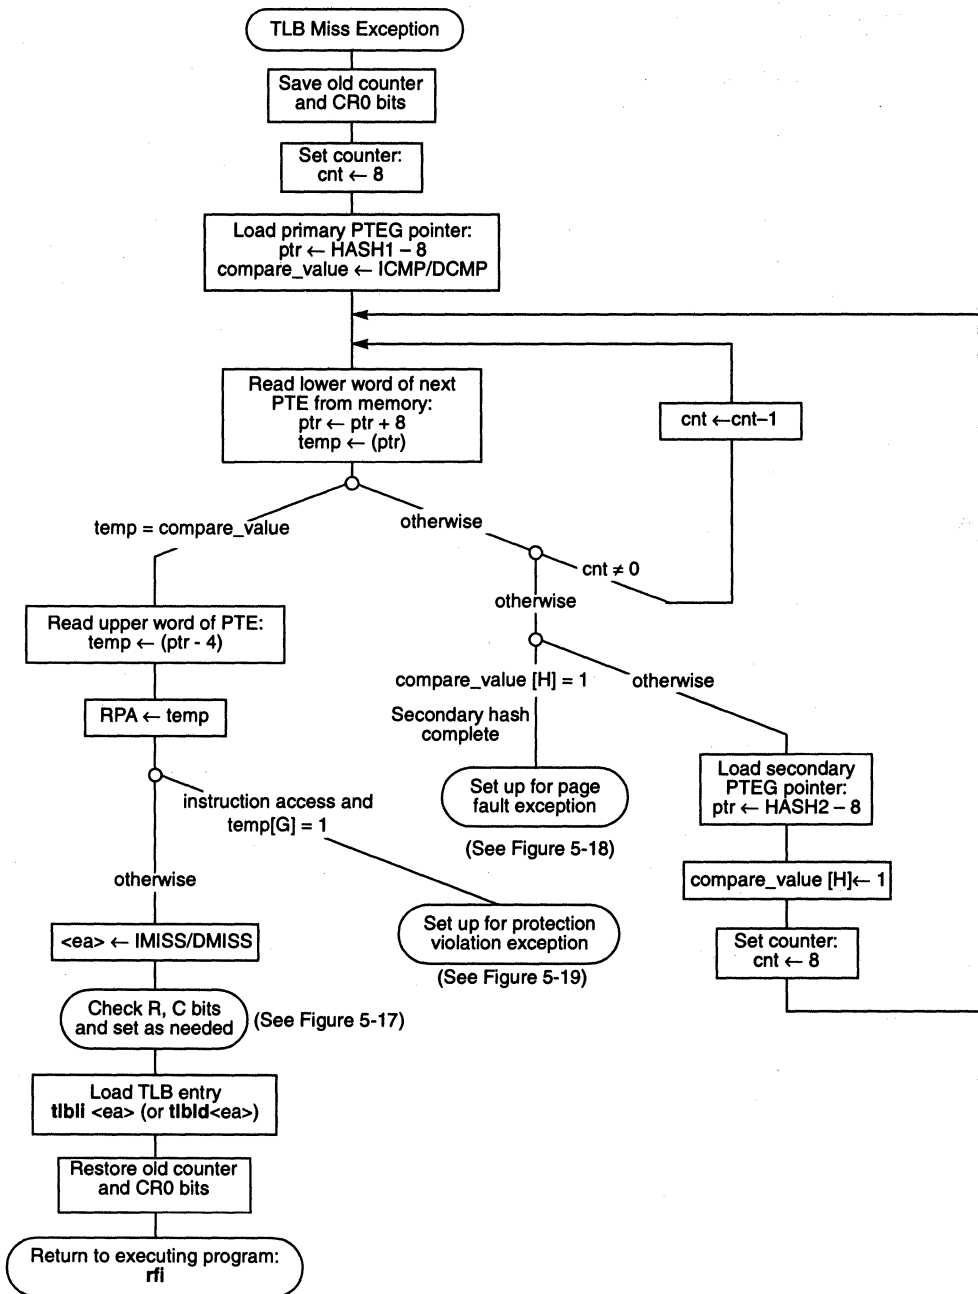 TLB Miss Exception
Save old counter
and CR0 bits
Set counter:
cnt ← 8
Load primary PTEG pointer:
ptr ← HASH1 – 8
compare_value ← ICMP/DCMP
Read lower word of next
PTE from memory:
ptr ← ptr + 8
temp ← (ptr)
cnt ←cnt–1
temp = compare_value
otherwise
cnt ≠ 0
otherwise
Read upper word of PTE:
temp ← (ptr - 4)
compare_value [H] = 1
otherwise
Secondary hash
complete
RPA ← temp
Set up for page
fault exception
(See Figure 5-18)
Load secondary
PTEG pointer:
ptr ← HASH2 – 8
instruction access and
temp[G] = 1
otherwise
compare_value [H]← 1
Set up for protection
violation exception
(See Figure 5-19)
Set counter:
cnt ← 8
<ea> ← IMISS/DMISS
Check R, C bits
and set as needed
(See Figure 5-17)
Load TLB entry
tlbli <ea> (or tlbld<ea>)
Restore old counter
and CR0 bits
Return to executing program:
rfi